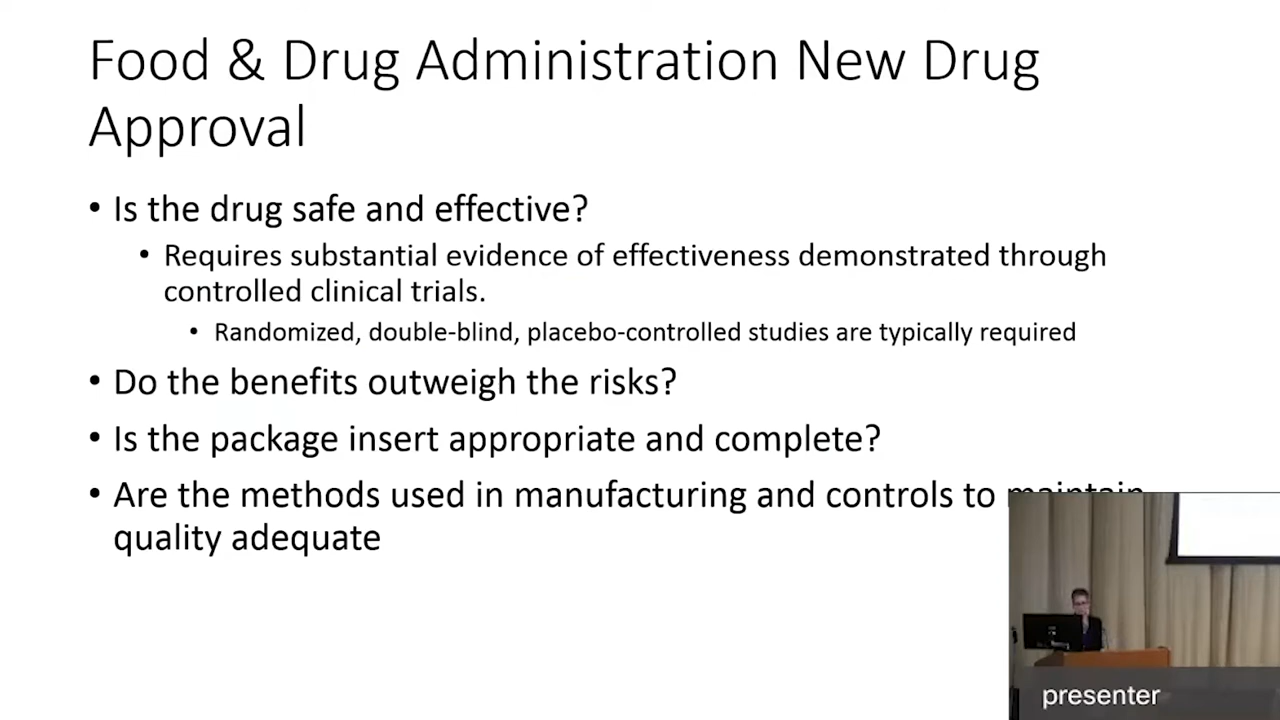 Food & Drug Administration New Drug
Approval
• Is the drug safe and effective?
• Requires substantial evidence of effectiveness demonstrated through
controlled clinical trials.
• Randomized, double-blind, placebo-controlled studies are typically required
• Do the benefits outweigh the risks?
• Is the package insert appropriate and complete?
• Are the methods used in manufacturing and controls to maintain
quality adequate
presenter